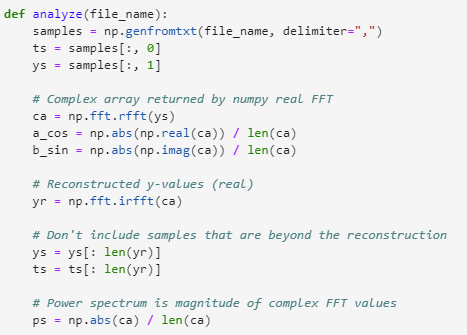 def analyze(file_name):
    samples = np.genfromtxt(file_name, delimiter=",")
    ts = samples[:, 0]
    ys = samples[:, 1]

    # Complex array returned by numpy real FFT
    ca = np.fft.rfft(ys)
    a_cos = np.abs(np.real(ca)) / len(ca)
    b_sin = np.abs(np.imag(ca)) / len(ca)

    # Reconstructed y-values (real)
    yr = np.fft.irfft(ca)

    # Don't include samples that are beyond the reconstruction
    ys = ys[: len(yr)]
    ts = ts[: len(yr)]

    # Power spectrum is magnitude of complex FFT values
    ps = np.abs(ca) / len(ca)